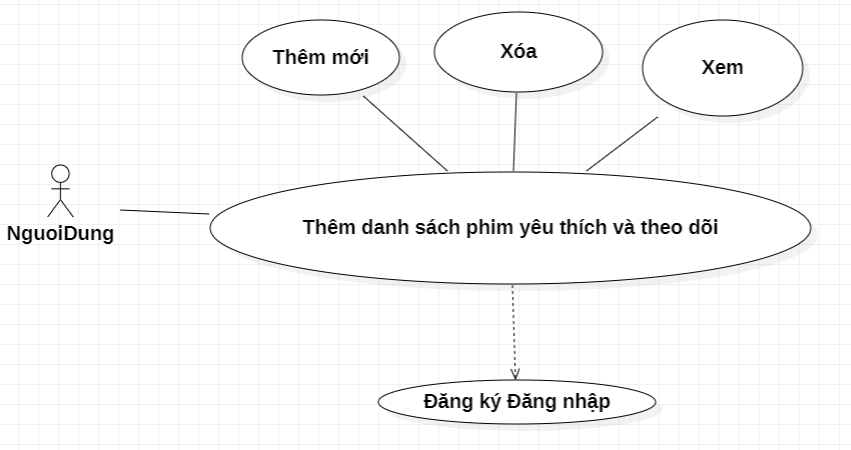 Thêm mới
Xóa
Xem
NguoiDung
Thêm danh sách phim yêu thích và theo dõi
Đăng ký Đăng nhập